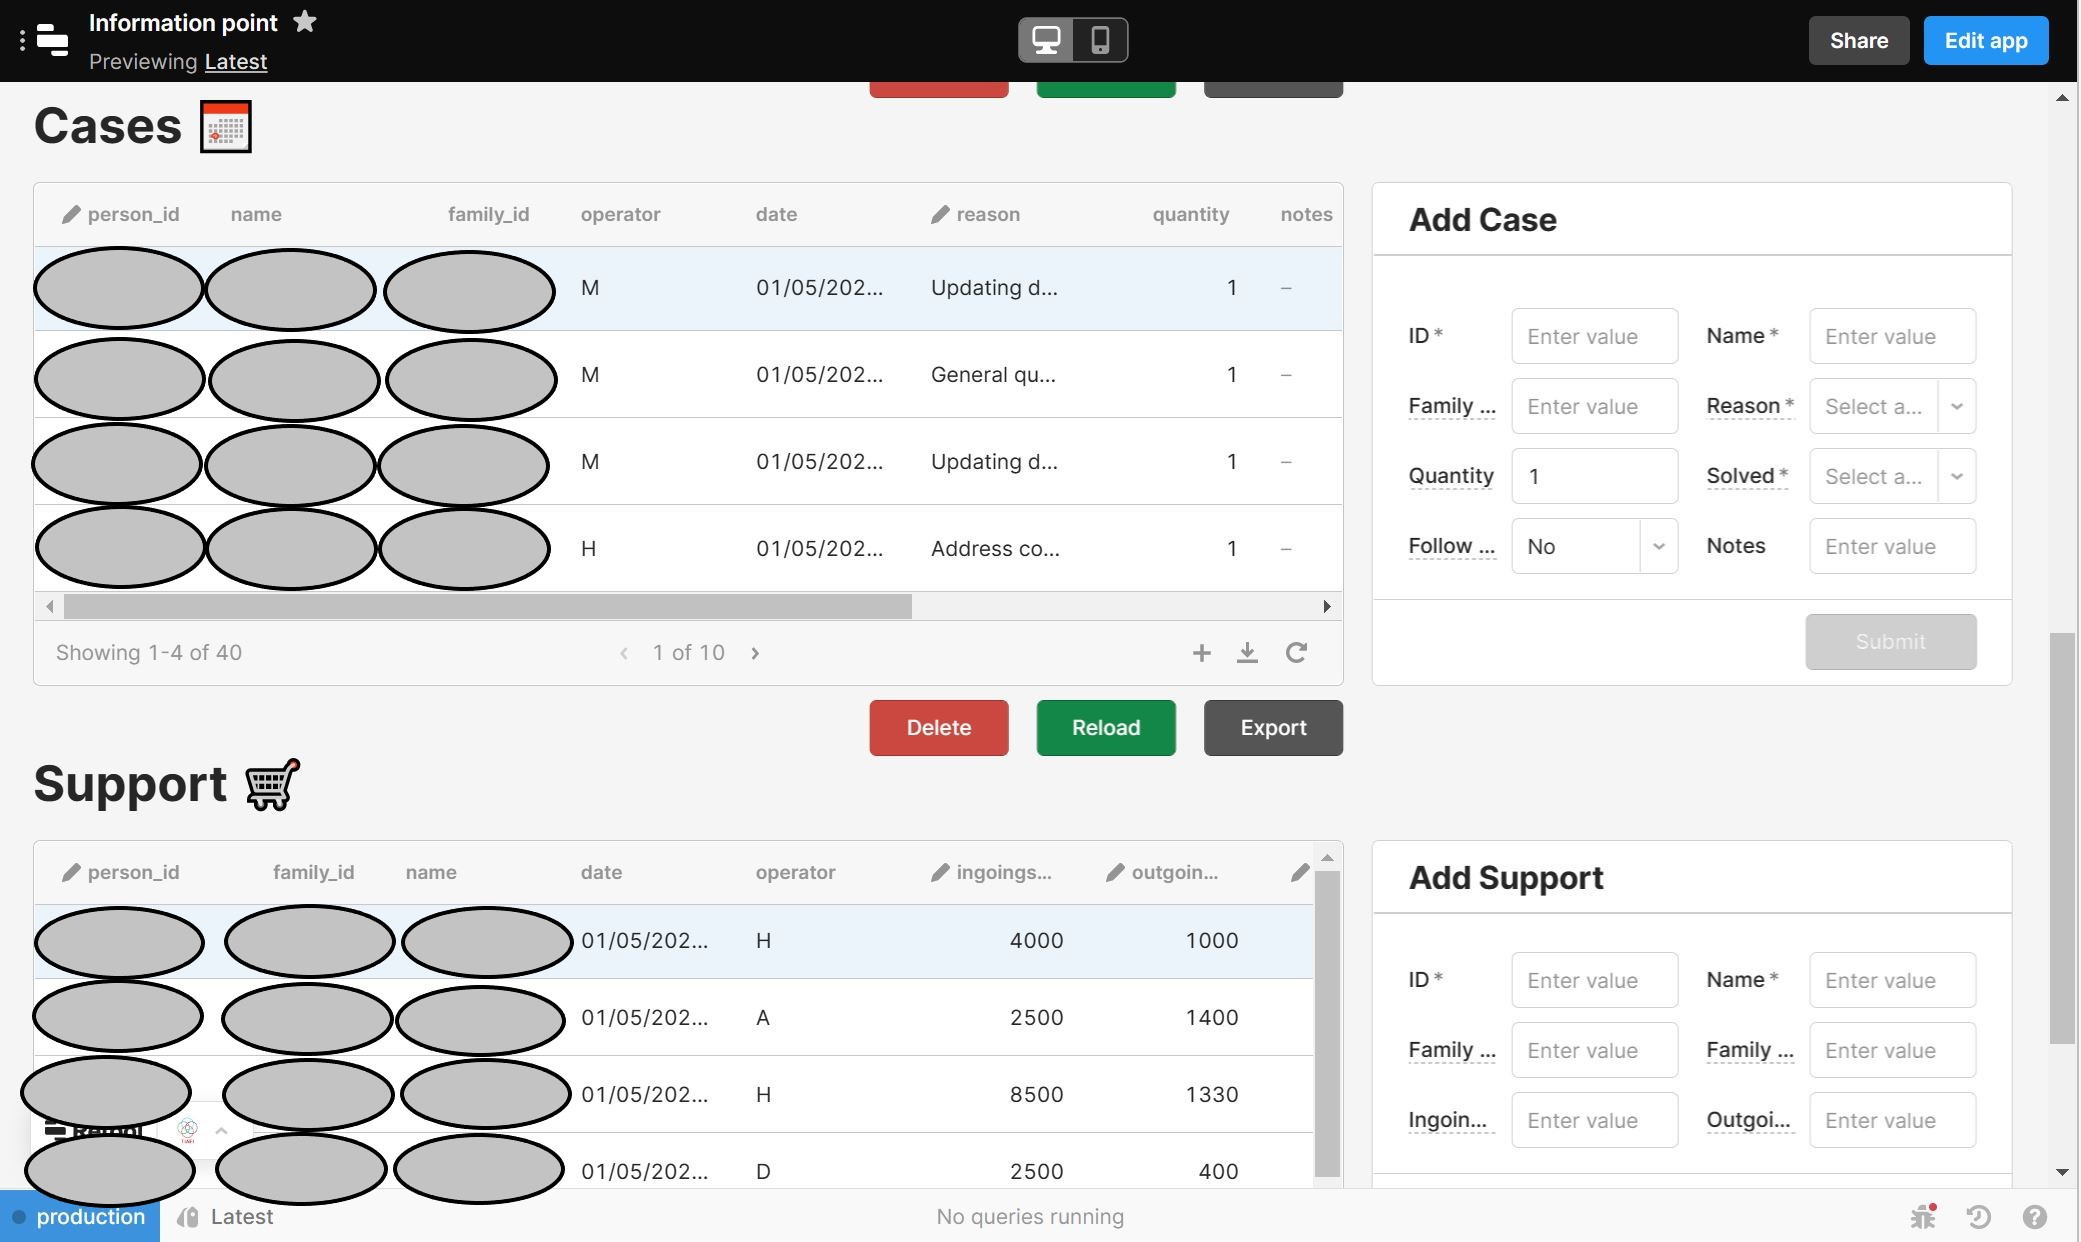 Information point
Previewing Latest
Share
Edit app
Cases
person_id name family_id operator date reason quantity notes
M 01/05/202... Updating d... 1 –
M 01/05/202... General qu... 1 –
M 01/05/202... Updating d... 1 –
H 01/05/202... Address co... 1 –
Showing 1-4 of 40
1 of 10
Add Case
ID * Enter value Name * Enter value
Family ... Enter value Reason * Select a...
Quantity 1 Solved * Select a...
Follow ... No Notes Enter value
Submit
Delete Reload Export
Support
person_id family_id name date operator ingoings... outgoin...
01/05/202... H 4000 1000
01/05/202... A 2500 1400
01/05/202... H 8500 1330
01/05/202... D 2500 400
Add Support
ID * Enter value Name * Enter value
Family ... Enter value Family ... Enter value
Ingoin... Enter value Outgoi... Enter value
production Latest No queries running